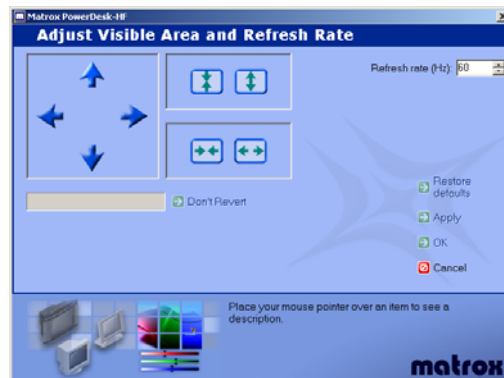 Matrox PowerDesk-HF
Adjust Visible Area and Refresh Rate
Refresh rate (Hz): 60
Don't Revert
Restore
defaults
Apply
OK
Cancel
Place your mouse pointer over an item to see a
description.
matrox